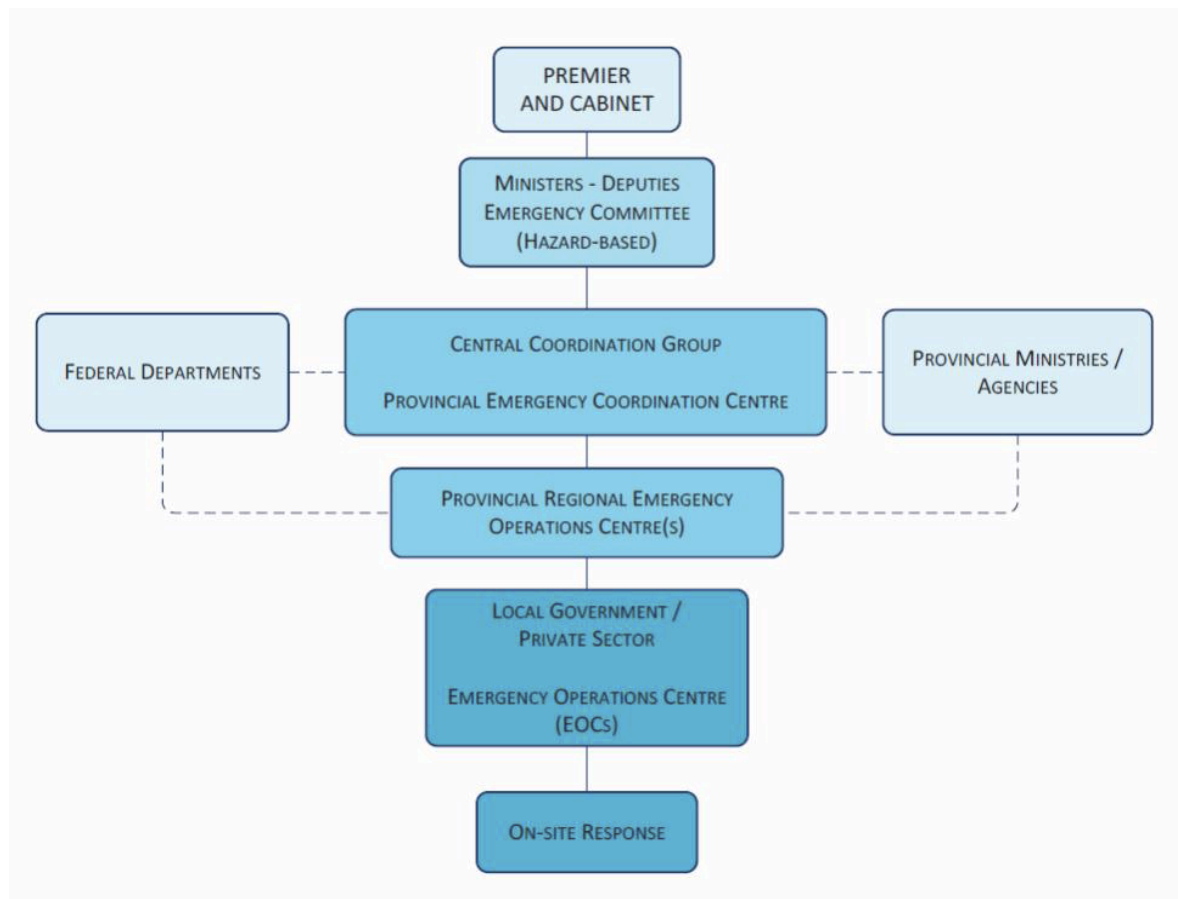 PREMIER
AND CABINET
MINISTERS - DEPUTIES
EMERGENCY COMMITTEE
(HAZARD-BASED)
FEDERAL DEPARTMENTS
CENTRAL COORDINATION GROUP
PROVINCIAL EMERGENCY COORDINATION CENTRE
PROVINCIAL MINISTRIES /
AGENCIES
PROVINCIAL REGIONAL EMERGENCY
OPERATIONS CENTRE(S)
LOCAL GOVERNMENT /
PRIVATE SECTOR
EMERGENCY OPERATIONS CENTRE
(EOCS)
ON-SITE RESPONSE